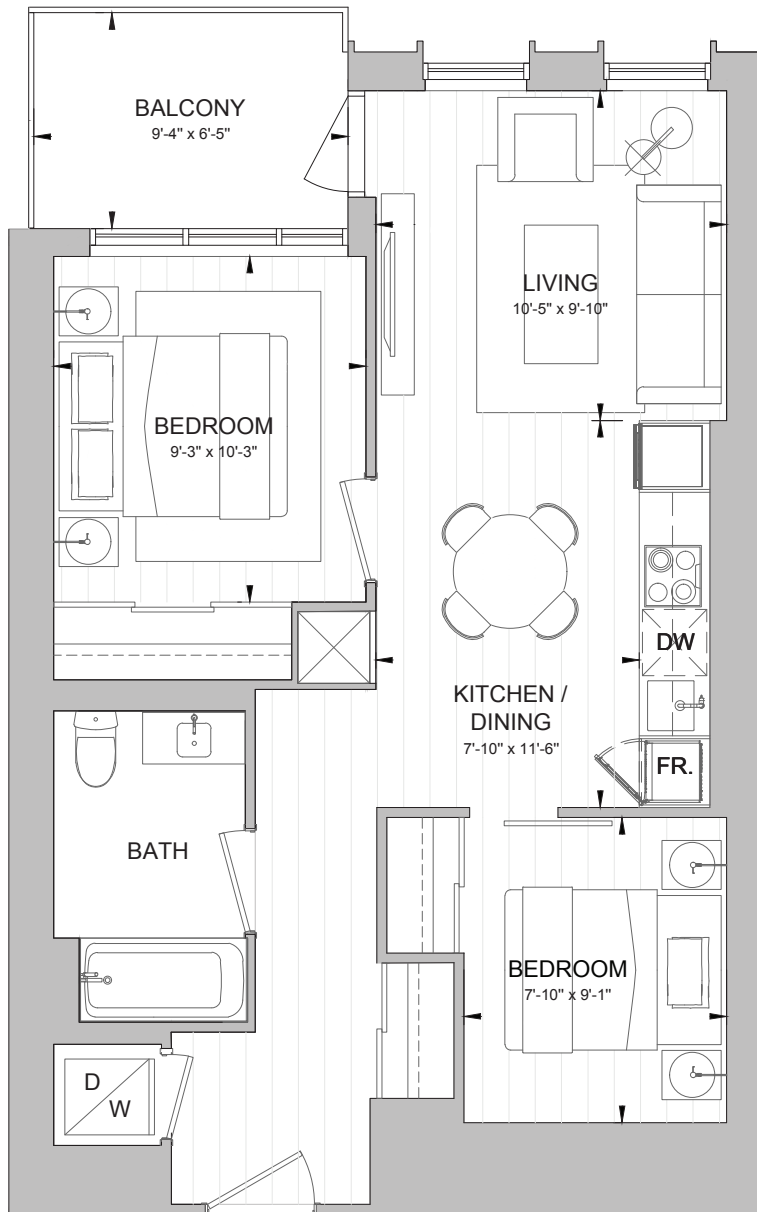 BALCONY
9'-4" x 6'-5"
LIVING
10'-5" x 9'-10"
BEDROOM
9'-3" x 10'-3"
DW
KITCHEN /
DINING
7'-10" x 11'-6"
FR.
BATH
BEDROOM
7'-10" x 9'-1"
D
W